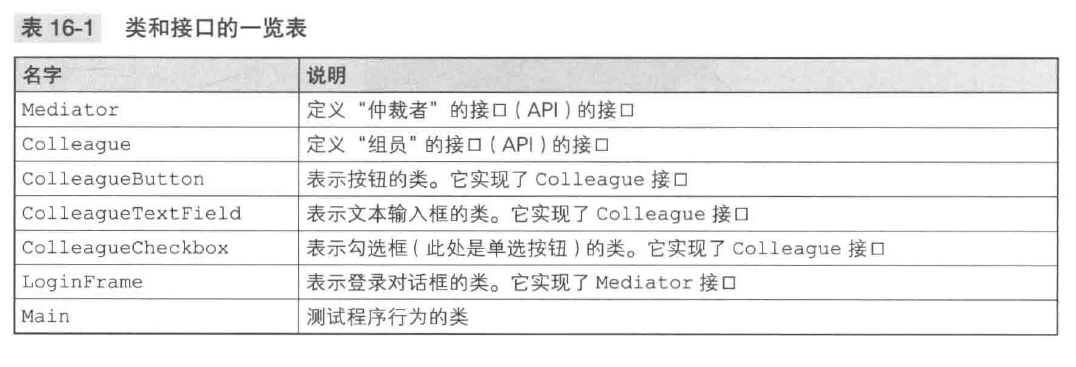 表 16-1 类和接口的一览表
名字 说明
Mediator 定义“仲裁者”的接口(API)的接口
Colleague 定义“组员”的接口(API)的接口
ColleagueButton 表示按钮的类。它实现了 Colleague 接口
ColleagueTextField 表示文本输入框的类。它实现了 Colleague 接口
ColleagueCheckbox 表示勾选框(此处是单选按钮)的类。它实现了 Colleague 接口
LoginFrame 表示登录对话框的类。它实现了 Mediator 接口
Main 测试程序行为的类